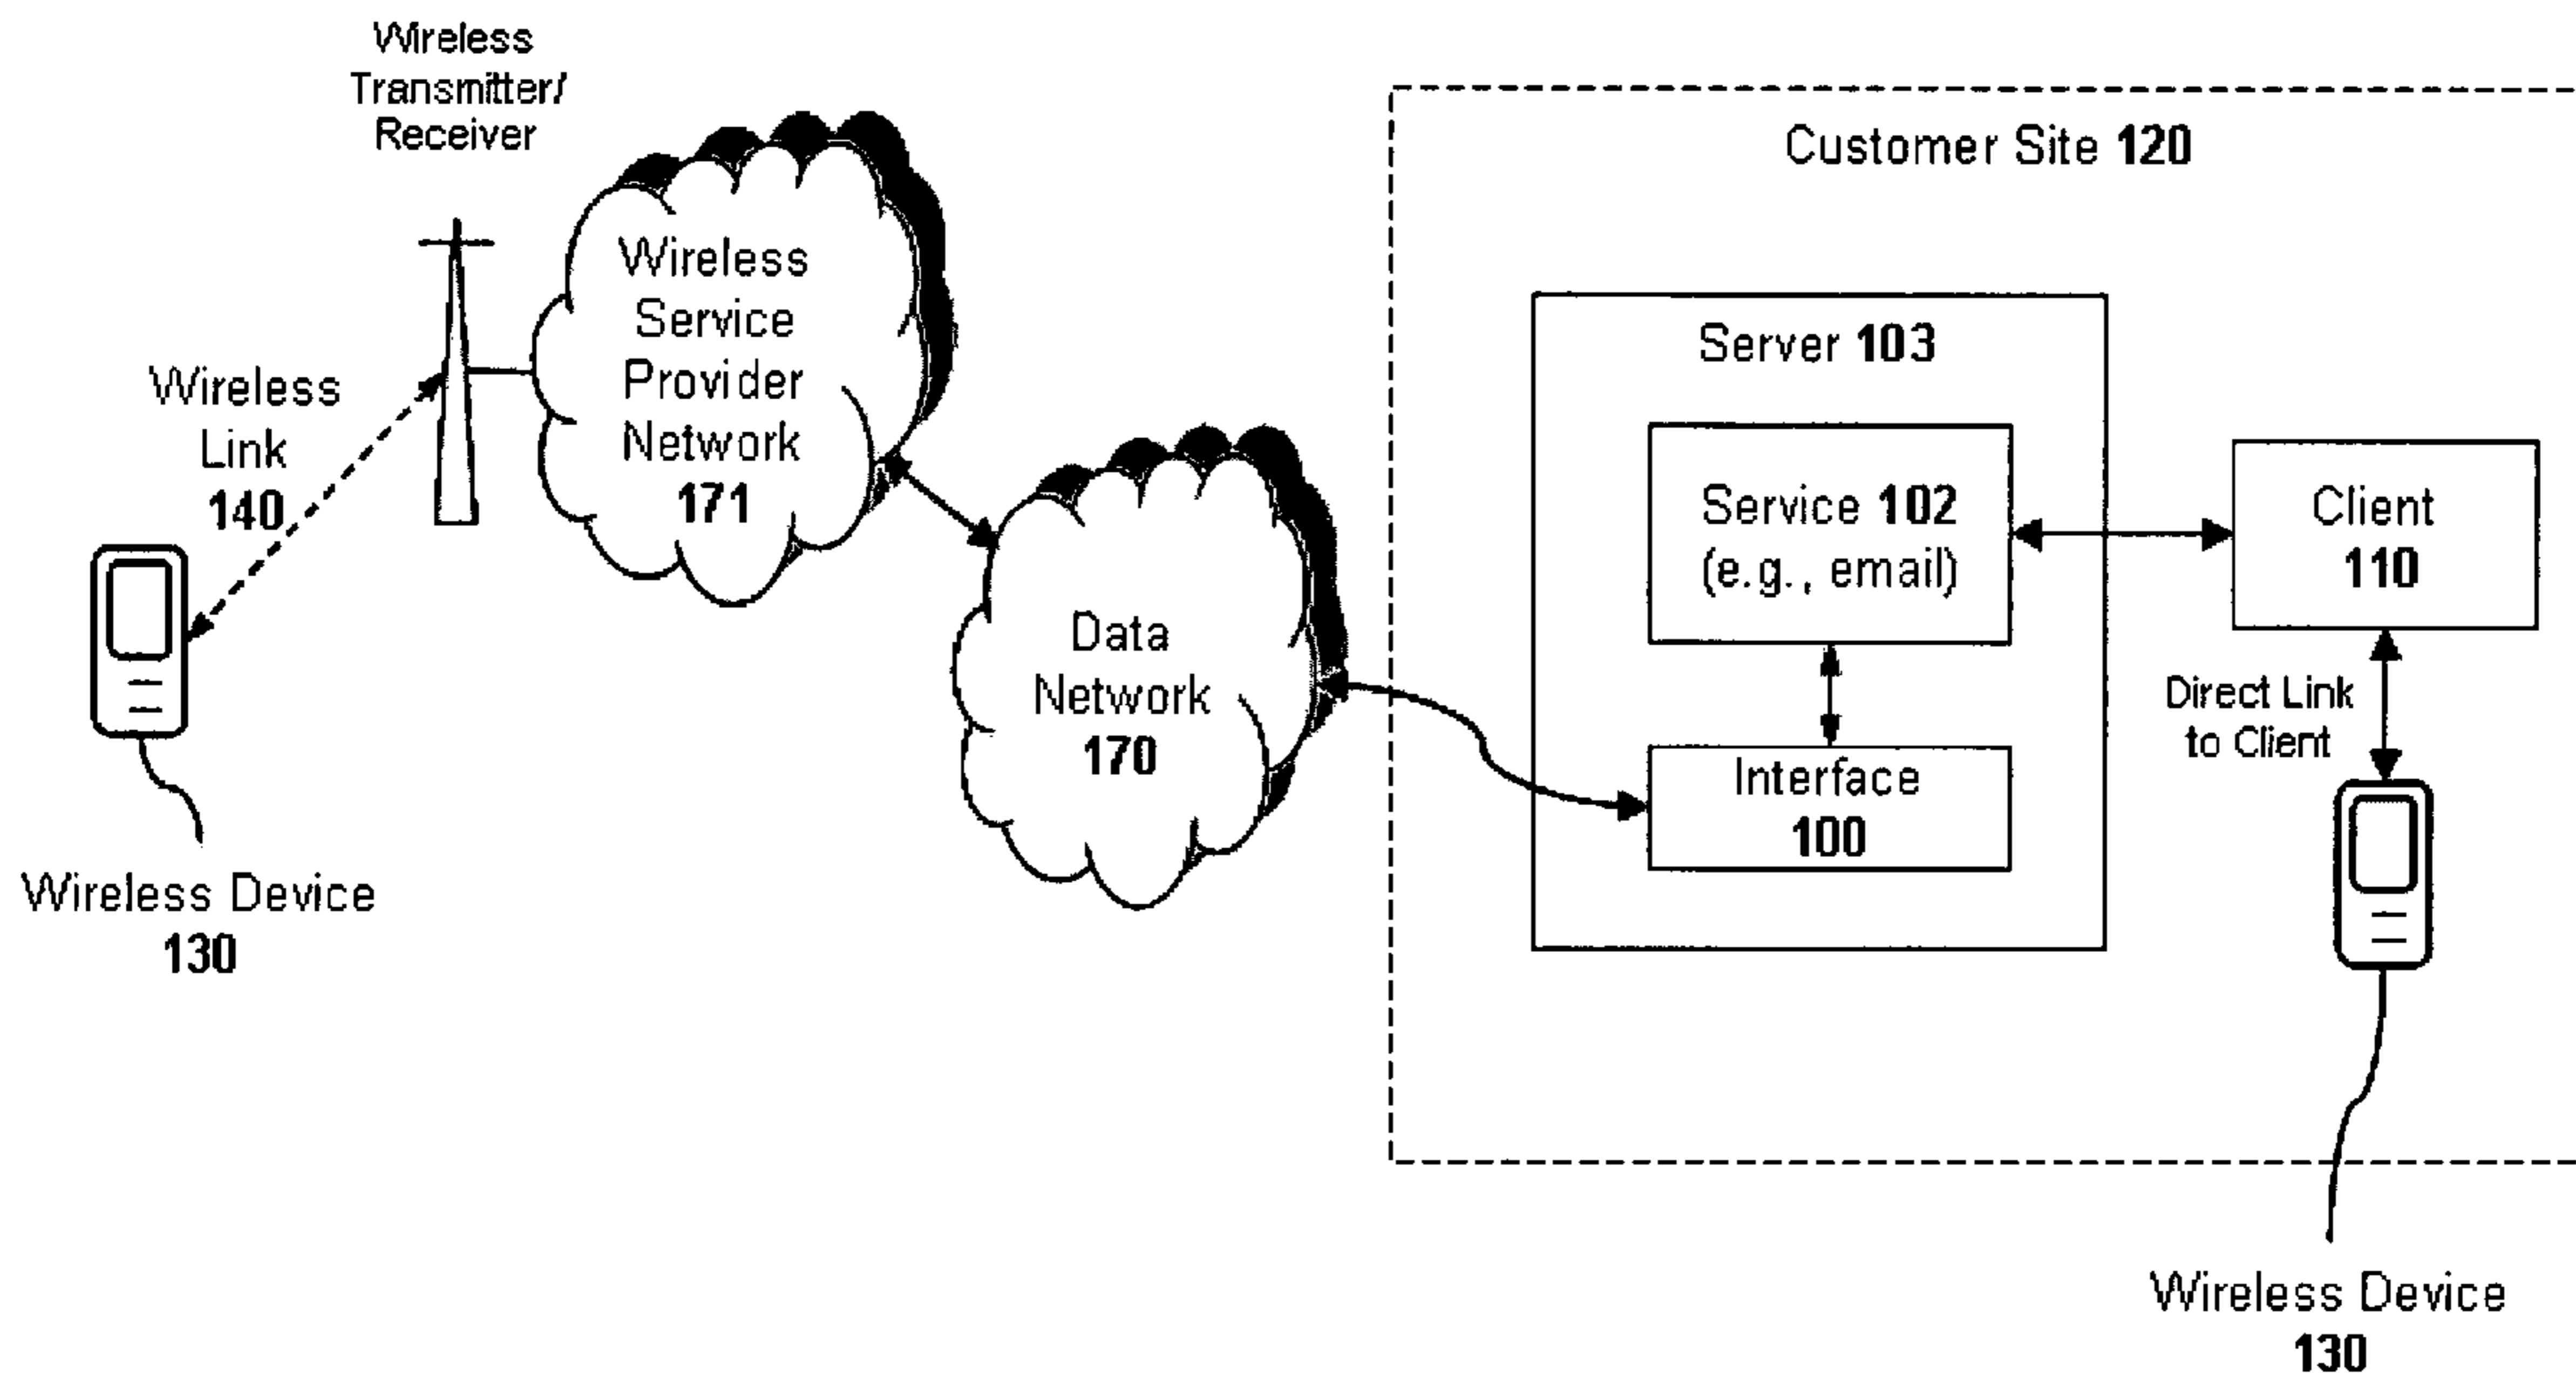 Wireless
Transmitter/
Receiver
Wireless
Link
140
Wireless Device
130
Wireless
Service
Provider
Network
171
Data
Network
170
Customer Site 120
Server 103
Service 102
(e.g., email)
Interface
100
Client
110
Direct Link
to Client
Wireless Device
130